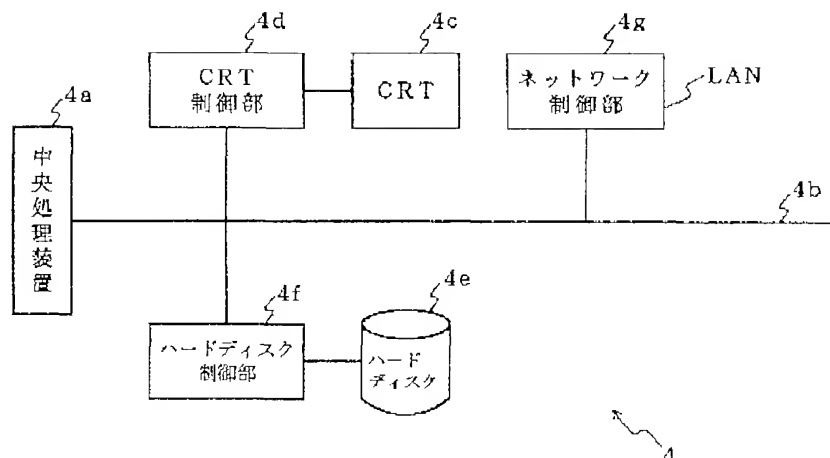 4d
4c
4g
CRT
制御部
CRT
ネットワーク
制御部
LAN
4a
中央処理装置
4b
4f
4e
ハードディスク
制御部
ハード
ディスク
4